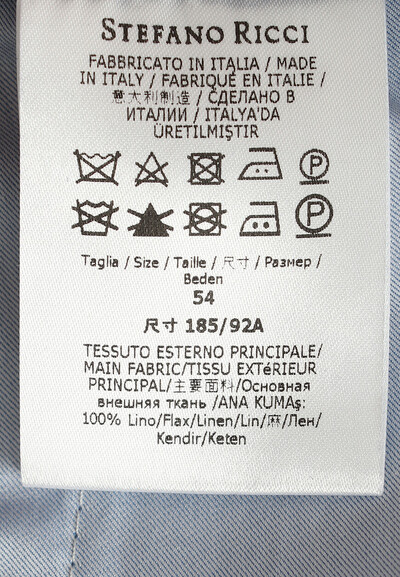 STEFANO RICCI
FABBRICATO IN ITALIA / MADE
IN ITALY / FABRIQUÉ EN ITALIE /
意大利制造 / СДЕЛАНО В
ИТАЛИИ / ITALYA'DA
ÜRETILMIŞTIR
P
P
Taglia / Size / Taille / 尺寸 / Размер /
Beden
54
尺寸 185/92A
TESSUTO ESTERNO PRINCIPALE/
MAIN FABRIC/TISSU EXTéRIEUR
PRINCIPAL/主要面料/Основная
внешняя ткань /ANA KUMAş:
100% Lino/Flax/Linen/Lin/麻/Лен/
Kendir/Keten